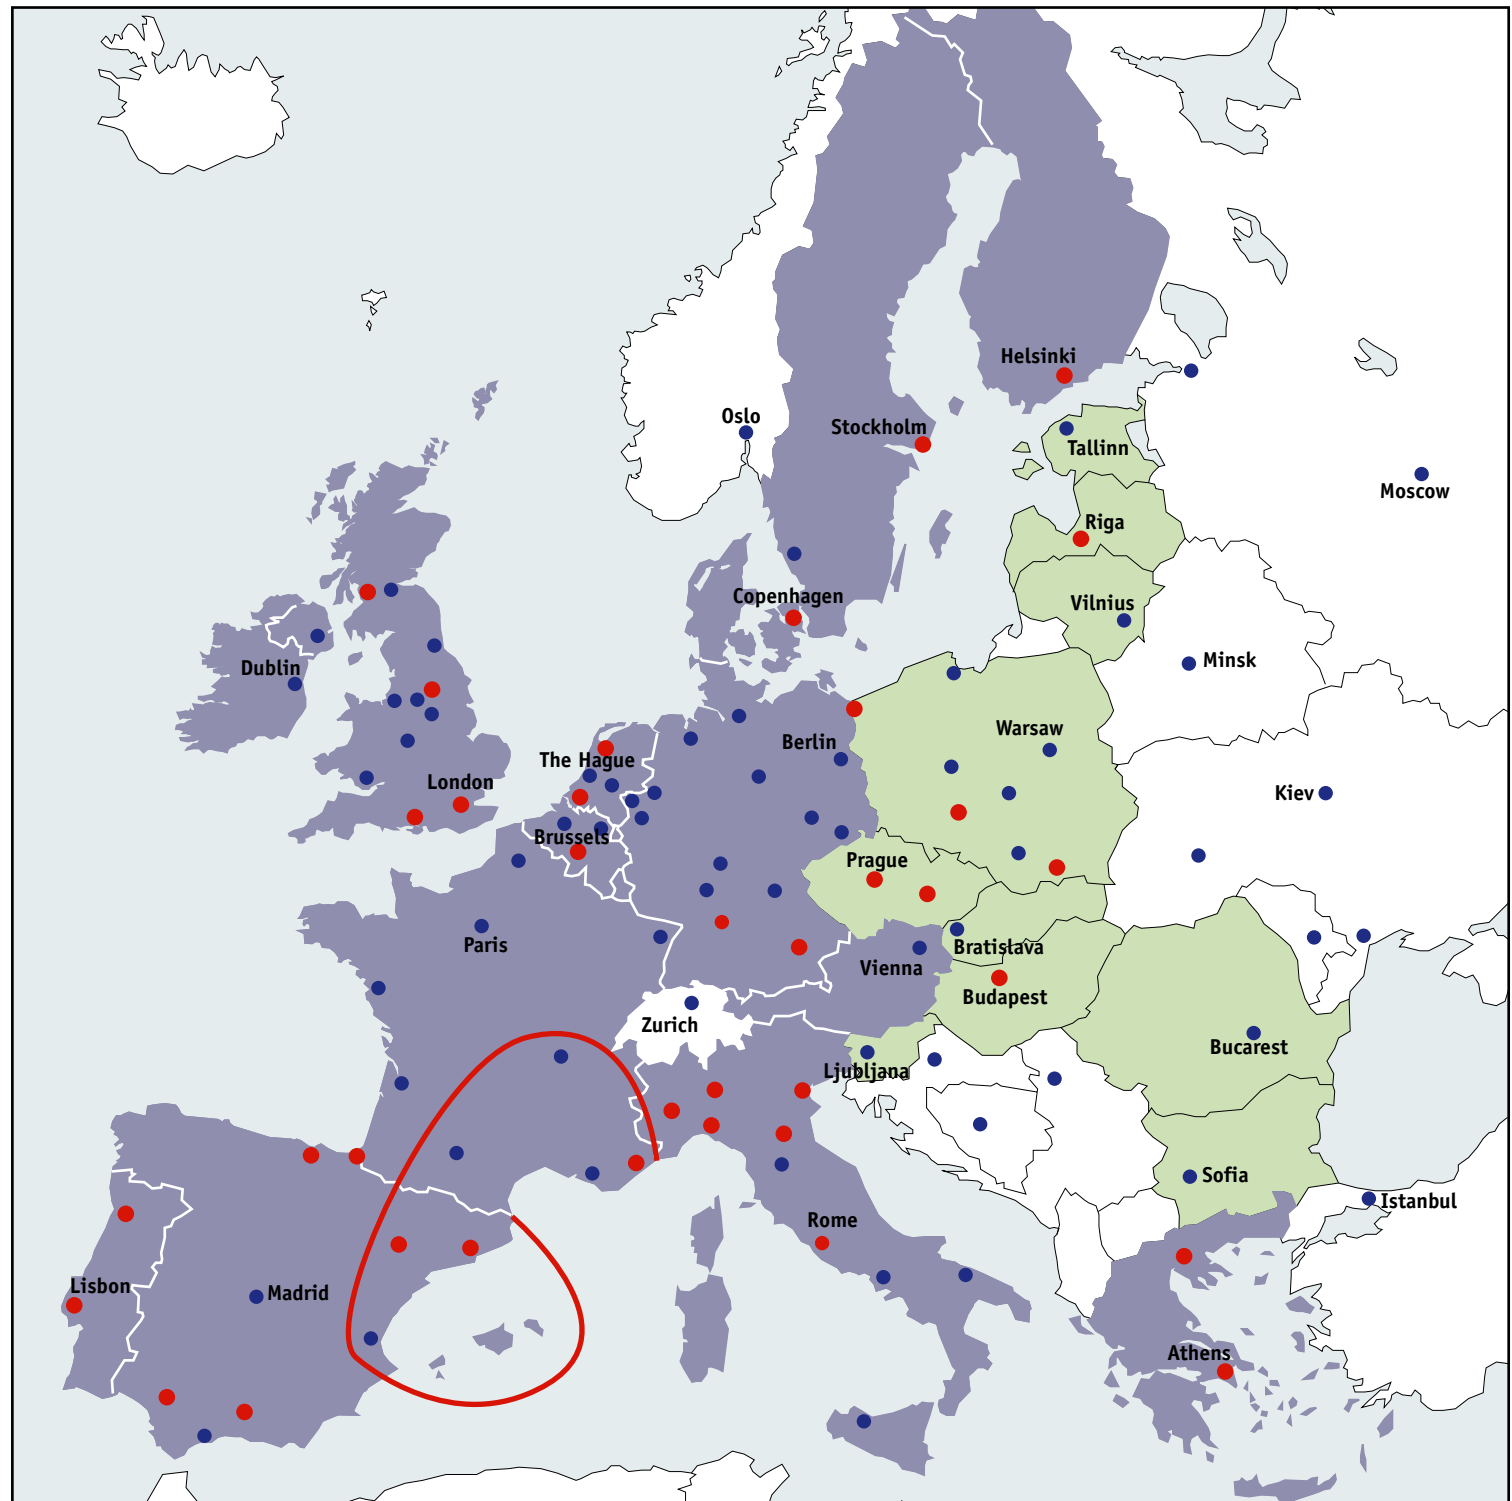 Helsinki
Oslo
Stockholm
Tallinn
Moscow
Riga
Copenhagen
Vilnius
Dublin
Minsk
Warsaw
Berlin
The Hague
London
Kiev
Brussels
Prague
Paris
Bratislava
Vienna
Budapest
Zurich
Bucarest
Ljubljana
Sofia
Istanbul
Rome
Lisbon
Madrid
Athens